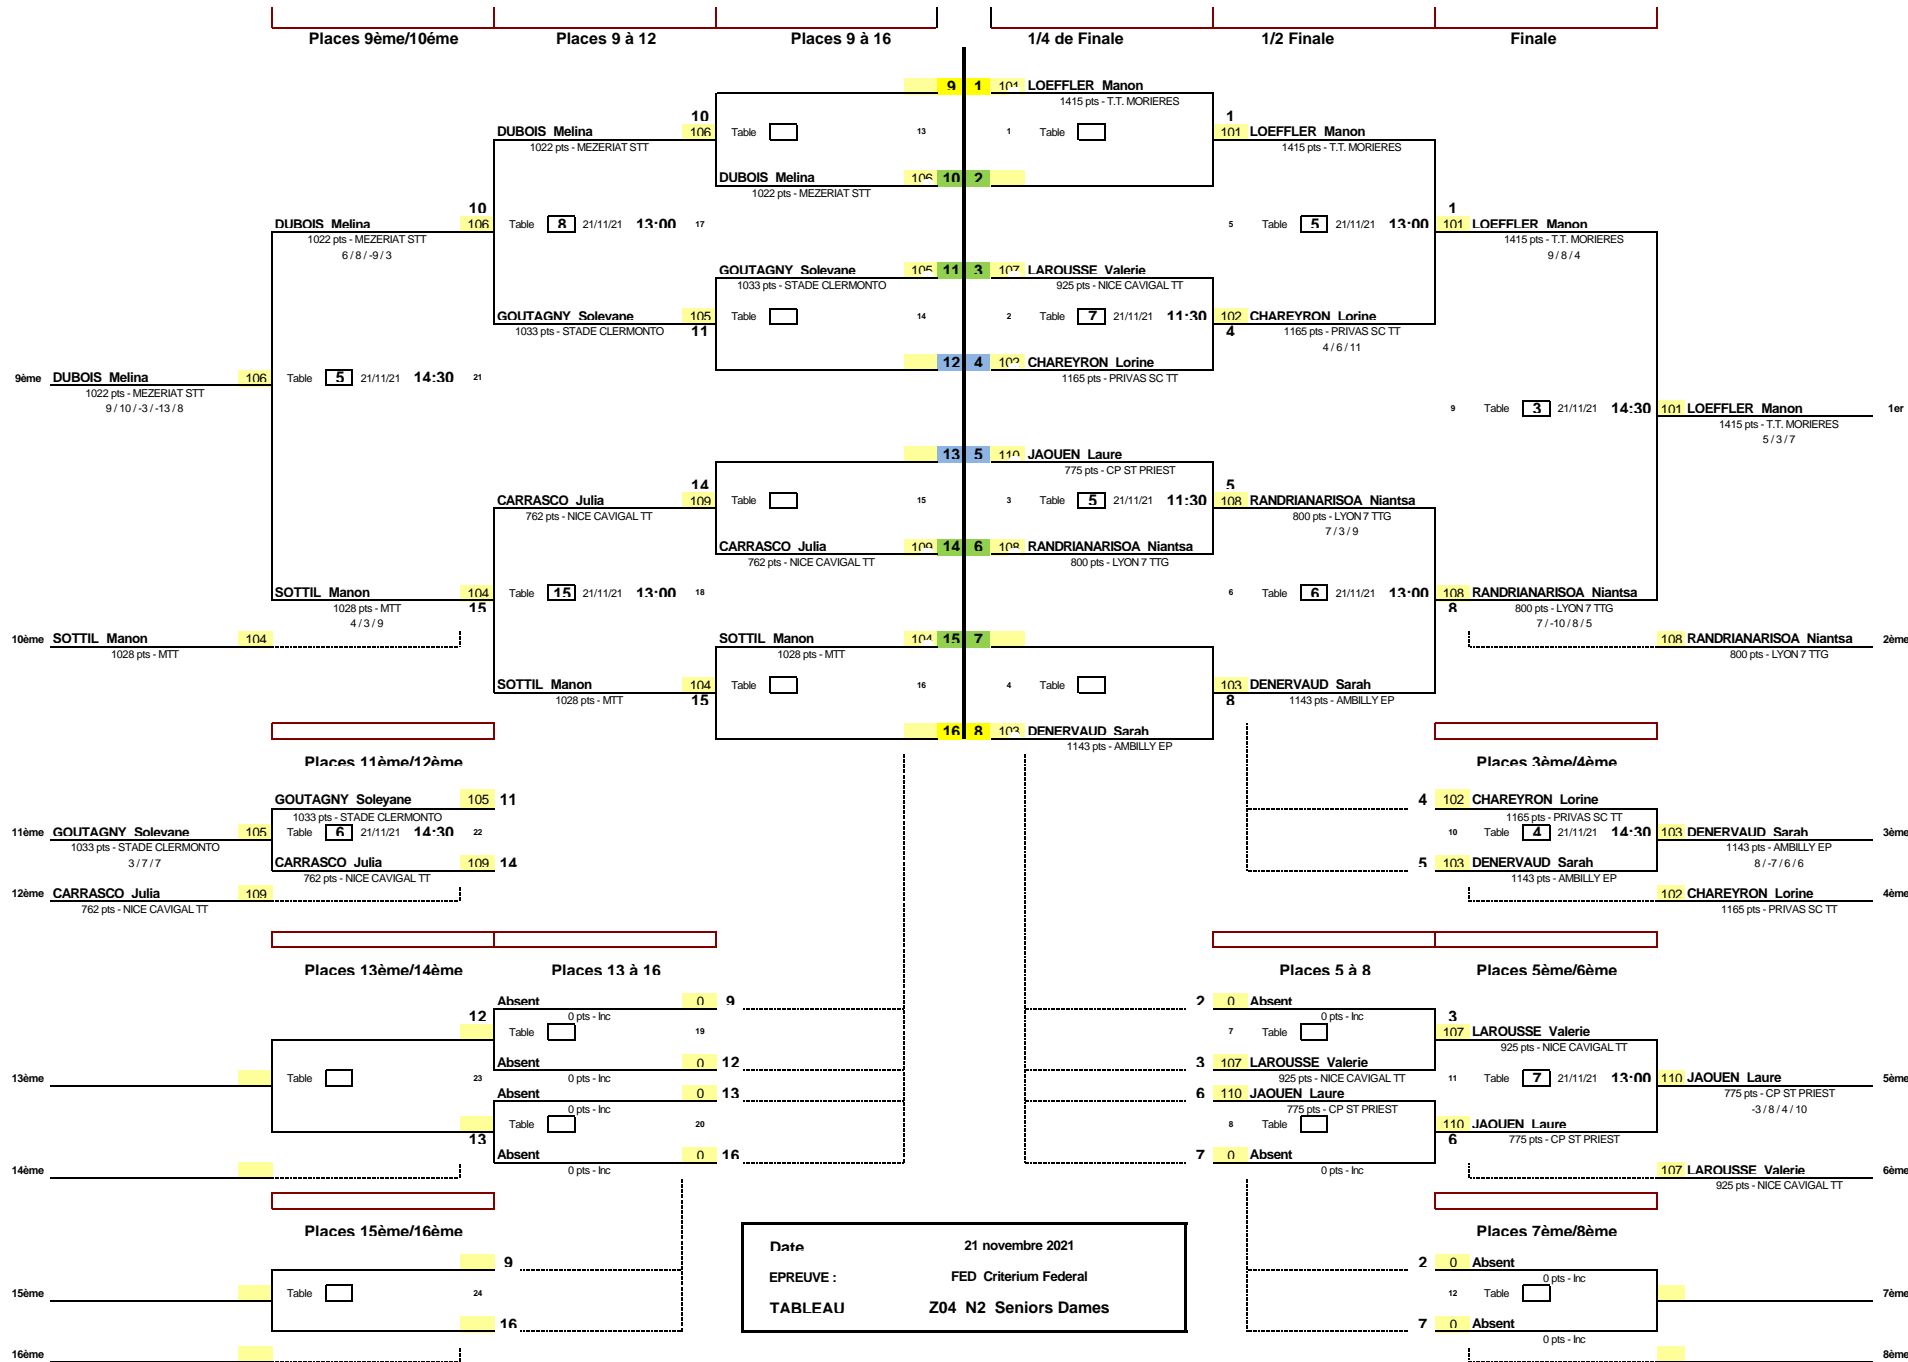 Places 9ème/10éme Places 9 à 12 Places 9 à 16 1/4 de Finale 1/2 Finale Finale
9 1 101 LOEFFLER Manon
1415 pts - T.T. MORIERES
10 1
DUBOIS Melina 106 Table 13 1 Table 101 LOEFFLER Manon
1022 pts - MEZERIAT STT 1415 pts - T.T. MORIERES
DUBOIS Melina 106 10 2
1022 pts - MEZERIAT STT
10 1
DUBOIS Melina 106 Table 8 21/11/21 13:00 17 5 Table 5 21/11/21 13:00 101 LOEFFLER Manon
1022 pts - MEZERIAT STT 1415 pts - T.T. MORIERES
6 / 8 / -9 / 3 9 / 8 / 4
GOUTAGNY Soleyane 105 11 3 107 LAROUSSE Valerie
1033 pts - STADE CLERMONTO 925 pts - NICE CAVIGAL TT
GOUTAGNY Soleyane 105 Table 14 2 Table 7 21/11/21 11:30 102 CHAREYRON Lorine
1033 pts - STADE CLERMONTO 11 4 1165 pts - PRIVAS SC TT
4 / 6 / 11
12 4 102 CHAREYRON Lorine
1165 pts - PRIVAS SC TT
9ème DUBOIS Melina 106 Table 5 21/11/21 14:30 21
1022 pts - MEZERIAT STT
9 / 10 / -3 / -13 / 8
9 Table 3 21/11/21 14:30 101 LOEFFLER Manon 1er
1415 pts - T.T. MORIERES
5 / 3 / 7
13 5 110 JAOUEN Laure
775 pts - CP ST PRIEST
14 5
CARRASCO Julia 109 Table 15 3 Table 5 21/11/21 11:30 108 RANDRIANARISOA Niantsa
762 pts - NICE CAVIGAL TT 800 pts - LYON 7 TTG
7 / 3 / 9
CARRASCO Julia 109 14 6 108 RANDRIANARISOA Niantsa
762 pts - NICE CAVIGAL TT 800 pts - LYON 7 TTG
SOTTIL Manon 104 Table 15 21/11/21 13:00 18 6 Table 6 21/11/21 13:00 108 RANDRIANARISOA Niantsa
1028 pts - MTT 15 8 800 pts - LYON 7 TTG
4 / 3 / 9 7 / -10 / 8 / 5
10ème SOTTIL Manon 104 SOTTIL Manon 104 15 7 108 RANDRIANARISOA Niantsa 2ème
1028 pts - MTT 1028 pts - MTT 800 pts - LYON 7 TTG
SOTTIL Manon 104 Table 16 4 Table 103 DENERVAUD Sarah
1028 pts - MTT 15 8 1143 pts - AMBILLY EP
16 8 103 DENERVAUD Sarah
1143 pts - AMBILLY EP
Places 11ème/12ème Places 3ème/4ème
GOUTAGNY Soleyane 105 11 4 102 CHAREYRON Lorine
1033 pts - STADE CLERMONTO 1165 pts - PRIVAS SC TT
11ème GOUTAGNY Soleyane 105 Table 6 21/11/21 14:30 22 10 Table 4 21/11/21 14:30 103 DENERVAUD Sarah 3ème
1033 pts - STADE CLERMONTO 1143 pts - AMBILLY EP
3 / 7 / 7 CARRASCO Julia 109 14 5 103 DENERVAUD Sarah 8 / -7 / 6 / 6
762 pts - NICE CAVIGAL TT 1143 pts - AMBILLY EP
12ème CARRASCO Julia 109 102 CHAREYRON Lorine 4ème
762 pts - NICE CAVIGAL TT 1165 pts - PRIVAS SC TT
Places 13ème/14ème Places 13 à 16 Places 5 à 8 Places 5ème/6ème
Absent 0 9 2 0 Absent
0 pts - Inc 0 pts - Inc
12 Table 19 7 Table 3
107 LAROUSSE Valerie
925 pts - NICE CAVIGAL TT
Absent 0 12 3 107 LAROUSSE Valerie
0 pts - Inc 925 pts - NICE CAVIGAL TT
13ème Table 23 11 Table 7 21/11/21 13:00 110 JAOUEN Laure 5ème
775 pts - CP ST PRIEST
-3 / 8 / 4 / 10
Absent 0 13 6 110 JAOUEN Laure
0 pts - Inc 775 pts - CP ST PRIEST
Table 20 8 Table 110 JAOUEN Laure
13 6 775 pts - CP ST PRIEST
Absent 0 16 7 0 Absent
0 pts - Inc 0 pts - Inc
14ème 107 LAROUSSE Valerie 6ème
925 pts - NICE CAVIGAL TT
Places 15ème/16ème Places 7ème/8ème
9 2 0 Absent
0 pts - Inc
15ème Table 24 12 Table 7ème
16 7 0 Absent
0 pts - Inc
16ème 8ème
Date 21 novembre 2021
EPREUVE : FED Criterium Federal
TABLEAU Z04 N2 Seniors Dames